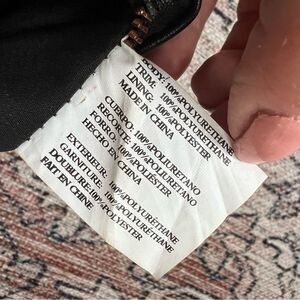 BODY: 100%POLYURETHANE
TRIM: 100%POLYURETHANE
LINING: 100%POLYESTER
MADE IN CHINA
CUERPO: 100%POLIURETANO
RECORTE: 100%POLIURETANO
FORRO: 100%POLIÉSTER
HECHO EN CHINA
EXTERIEUR: 100%POLYURÉTHANE
GARNITURE: 100%POLYURÉTHANE
DOUBLURE:100%POLYESTER
FAIT EN CHINE